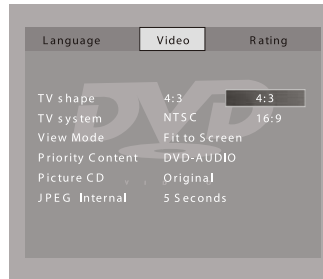 Language Video Rating
TV shape 4:3 4:3
TV system NTSC 16:9
View Mode Fit to Screen
Priority Content DVD-AUDIO
Picture CD Original
JPEG Internal 5 Seconds
DVD
VIDEO